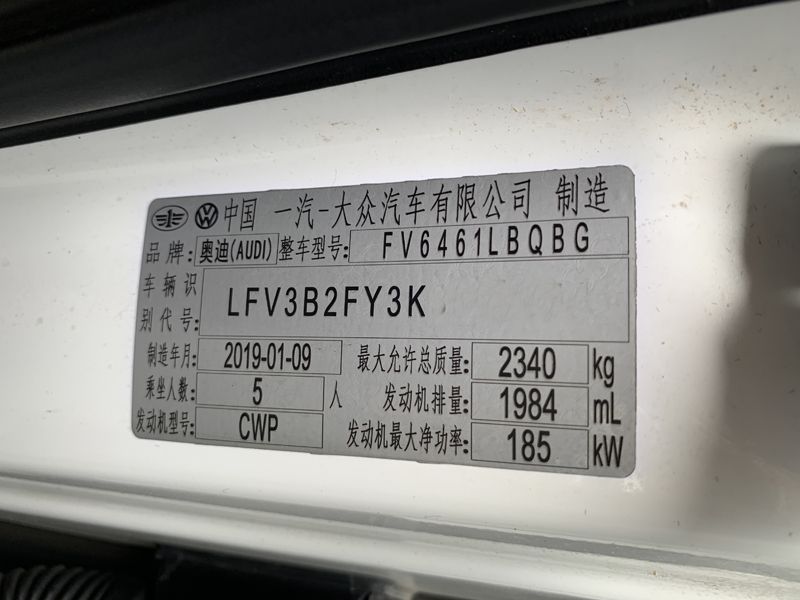 中国 一汽-大众汽车有限公司 制造
品牌: 奥迪(AUDI) 整车型号: FV6461LBQBG
车辆识别代号: LFV3B2FY3K
制造年月: 2019-01-09 最大允许总质量: 2340 kg
乘坐人数: 5 人 发动机排量: 1984 mL
发动机型号: CWP 发动机最大净功率: 185 kW